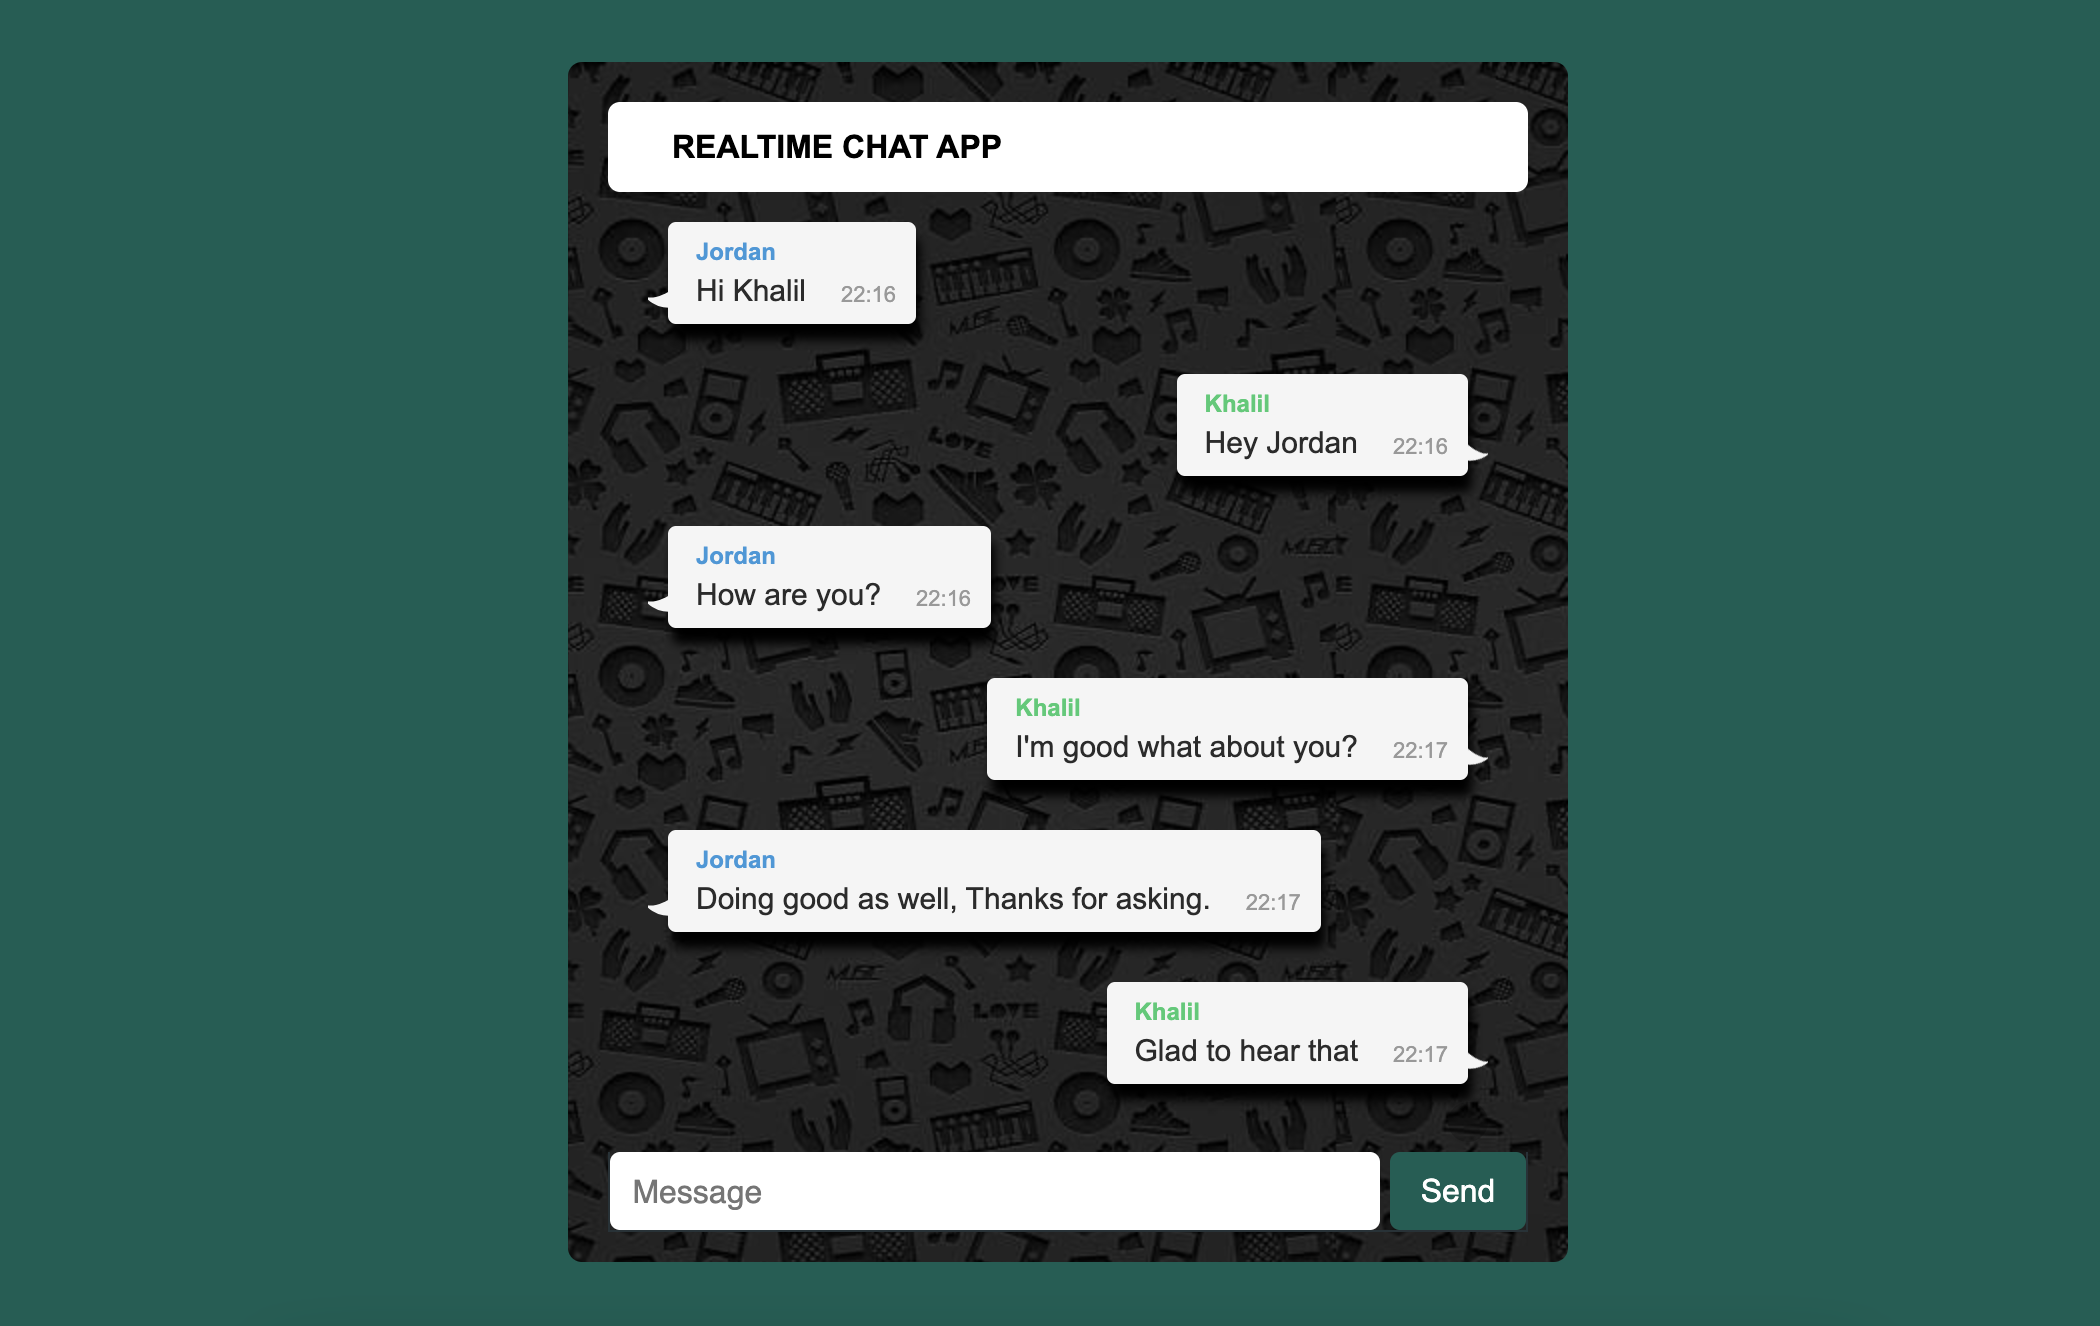 REALTIME CHAT APP
Jordan
Hi Khalil 22:16
Khalil
Hey Jordan 22:16
Jordan
How are you? 22:16
Khalil
I'm good what about you? 22:17
Jordan
Doing good as well, Thanks for asking. 22:17
Khalil
Glad to hear that 22:17
Message Send
LOVE
MUSIC